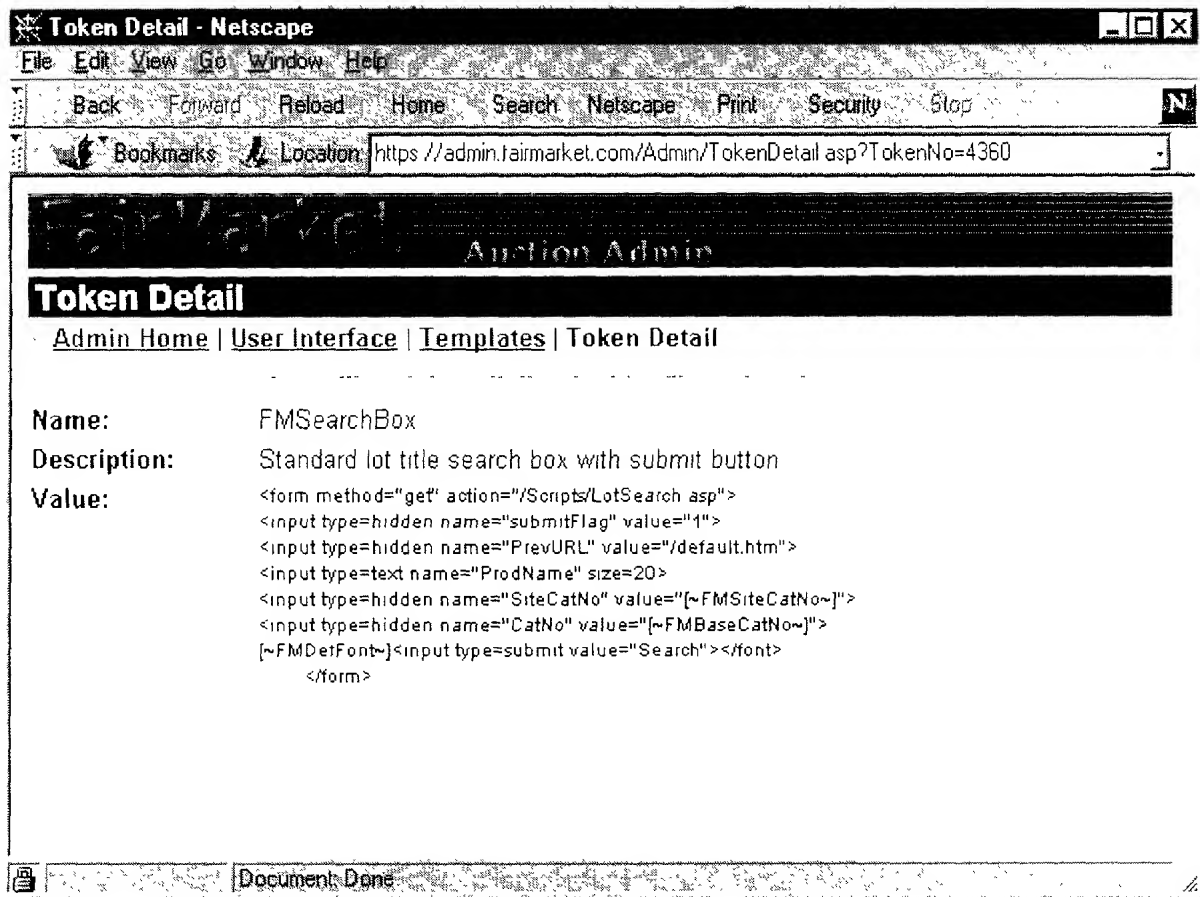 Token Detail - Netscape
File Edit View Go Window Help
Back Forward Reload Home Search Netscape Print Security Stop N
Bookmarks Location https://admin.fairmarket.com/Admin/TokenDetail.asp?TokenNo=4360
FairMarket
Auction Admin
Token Detail
Admin Home | User Interface | Templates | Token Detail
Name: FMSearchBox
Description: Standard lot title search box with submit button
Value: <form method="get" action="/Scripts/LotSearch.asp">
<input type=hidden name="submitFlag" value="1">
<input type=hidden name="PrevURL" value="/default.htm">
<input type=text name="ProdName" size=20>
<input type=hidden name="SiteCatNo" value="[~FMSiteCatNo~]">
<input type=hidden name="CatNo" value="[~FMBaseCatNo~]">
[~FMDefFont~]<input type=submit value="Search"></font>
</form>
Document: Done